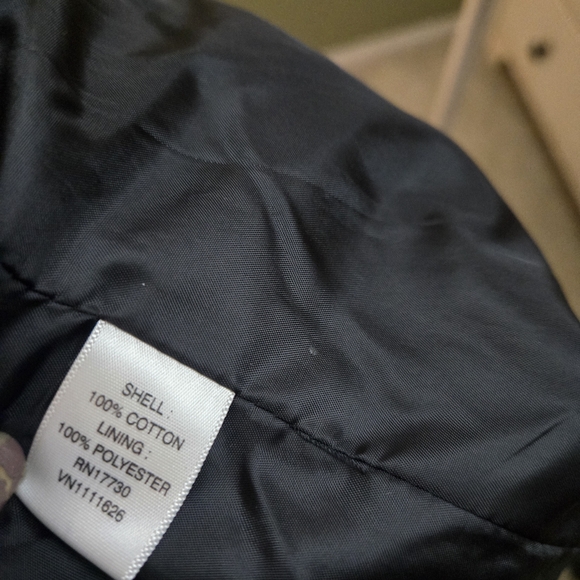 SHELL :
100% COTTON
LINING :
100% POLYESTER
RN17730
VN1111626